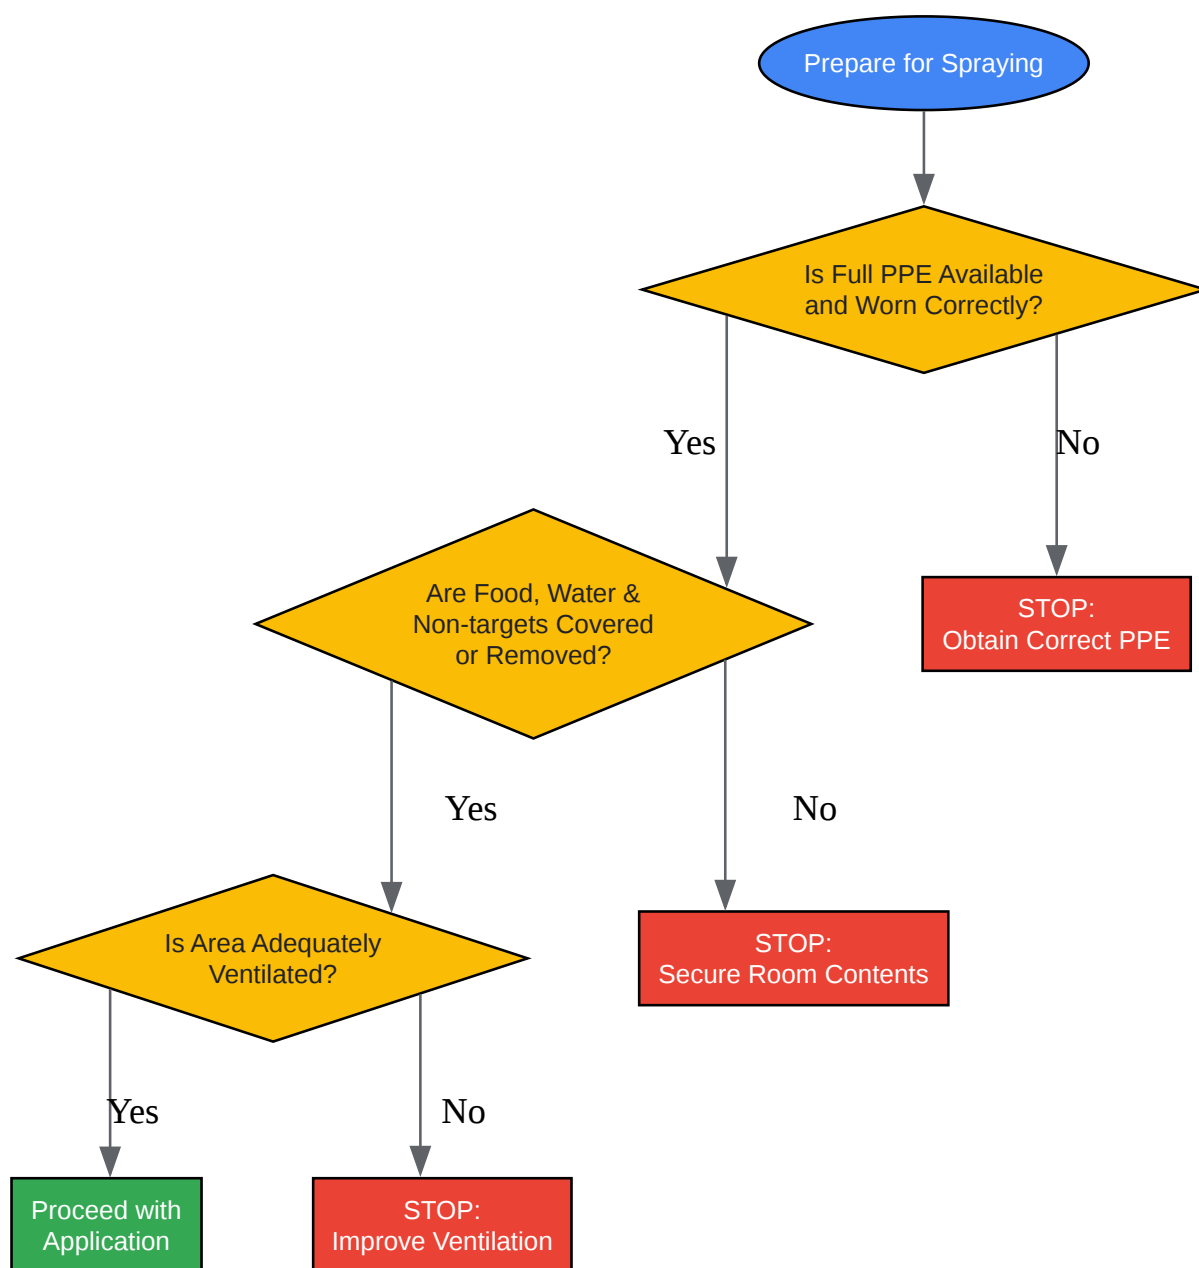 Prepare for Spraying
Is Full PPE Available
and Worn Correctly?
Yes
No
Are Food, Water &
Non-targets Covered
or Removed?
STOP:
Obtain Correct PPE
Yes
No
Is Area Adequately
Ventilated?
STOP:
Secure Room Contents
Yes
No
Proceed with
Application
STOP:
Improve Ventilation